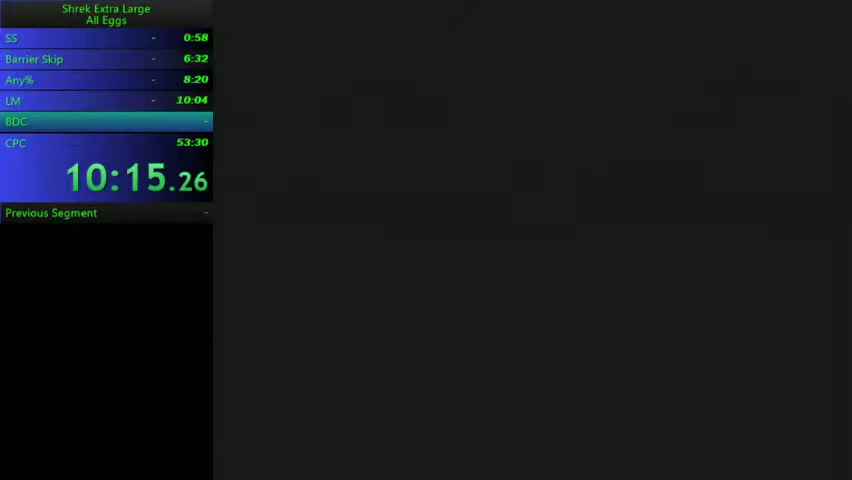 Shrek Extra Large
All Eggs
SS - 0:58
Barrier Skip - 6:32
Any% - 8:20
LM - 10:04
BDC -
CPC 53:30
10:15.26
Previous Segment -